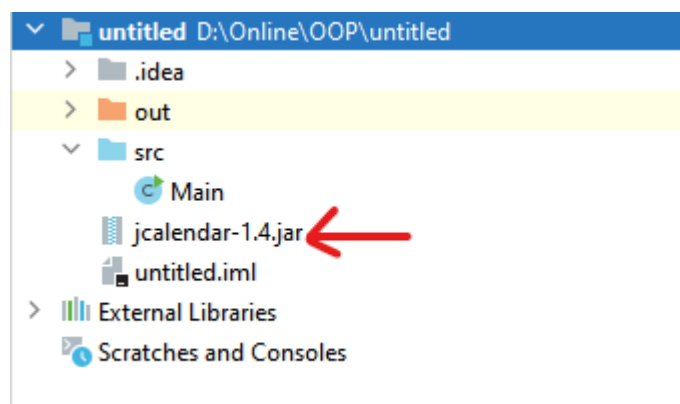 untitled D:\Online\OOP\untitled
.idea
out
src
C Main
jcalendar-1.4.jar
untitled.iml
External Libraries
Scratches and Consoles